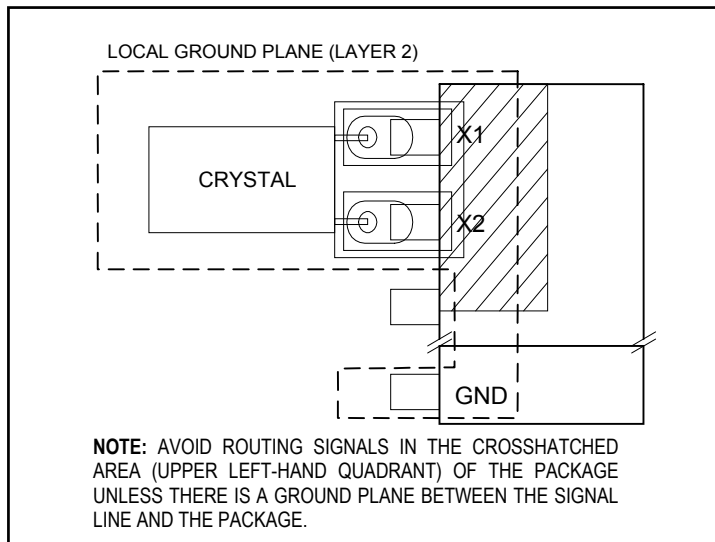 LOCAL GROUND PLANE (LAYER 2)
CRYSTAL
X1
X2
GND
NOTE: AVOID ROUTING SIGNALS IN THE CROSSHATCHED
AREA (UPPER LEFT-HAND QUADRANT) OF THE PACKAGE
UNLESS THERE IS A GROUND PLANE BETWEEN THE SIGNAL
LINE AND THE PACKAGE.